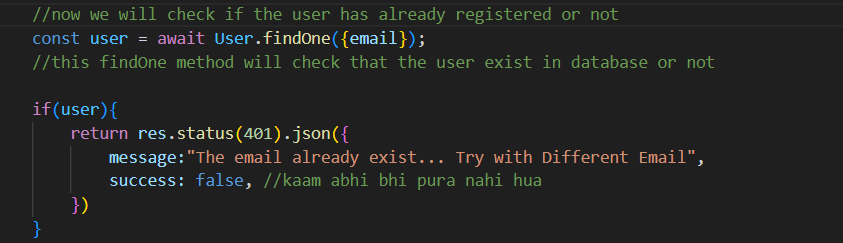 //now we will check if the user has already registered or not
const user = await User.findOne({email});
//this findOne method will check that the user exist in database or not
if(user){
return res.status(401).json({
message:"The email already exist... Try with Different Email",
success: false, //kaam abhi bhi pura nahi hua
})
}